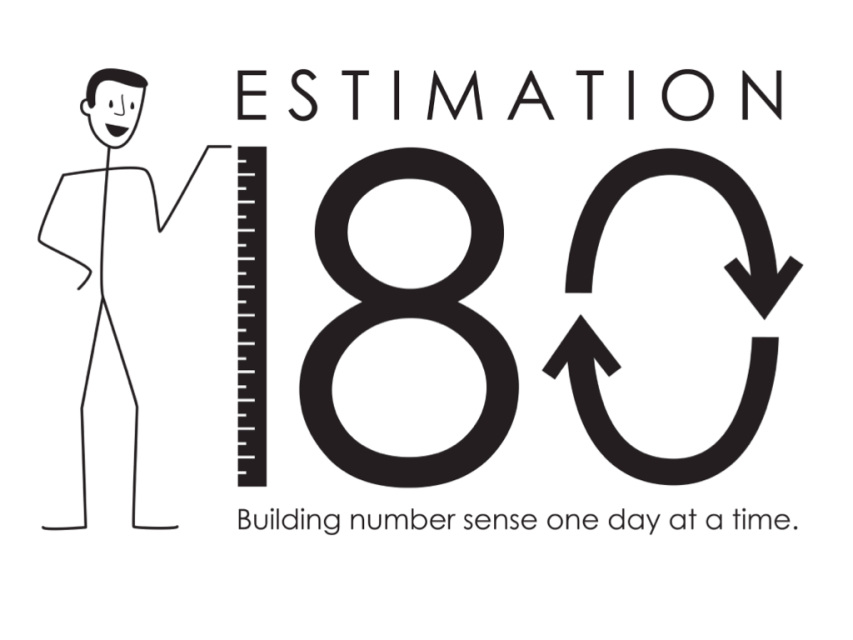 ESTIMATION
180
Building number sense one day at a time.